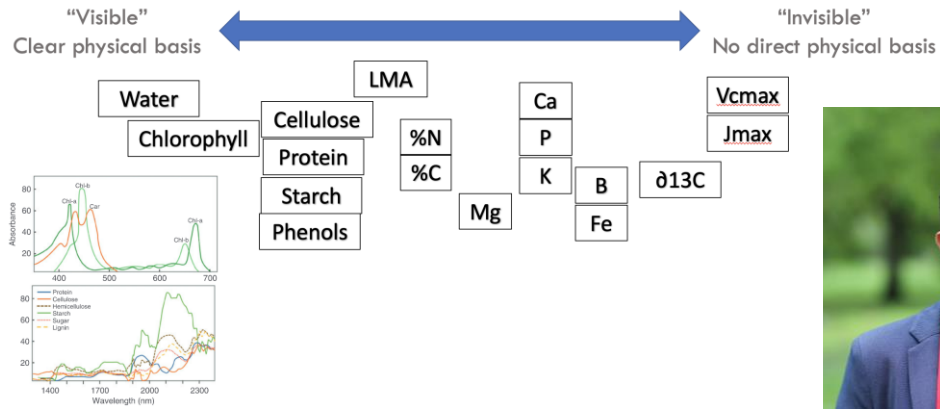 “Visible”
Clear physical basis
“Invisible”
No direct physical basis
Water
Chlorophyll
Cellulose
Protein
Starch
Phenols
LMA
%N
%C
Mg
Ca
P
K
B
Fe
∂13C
Vcmax
Jmax
Absorbance
80
60
40
20
Chl-a
Chl-b
Car
Chl-b
Chl-a
400
500
600
700
80
60
40
20
Protein
Cellulose
Hemicellulose
Starch
Sugar
Lignin
1400
1700
2000
2300
Wavelength (nm)